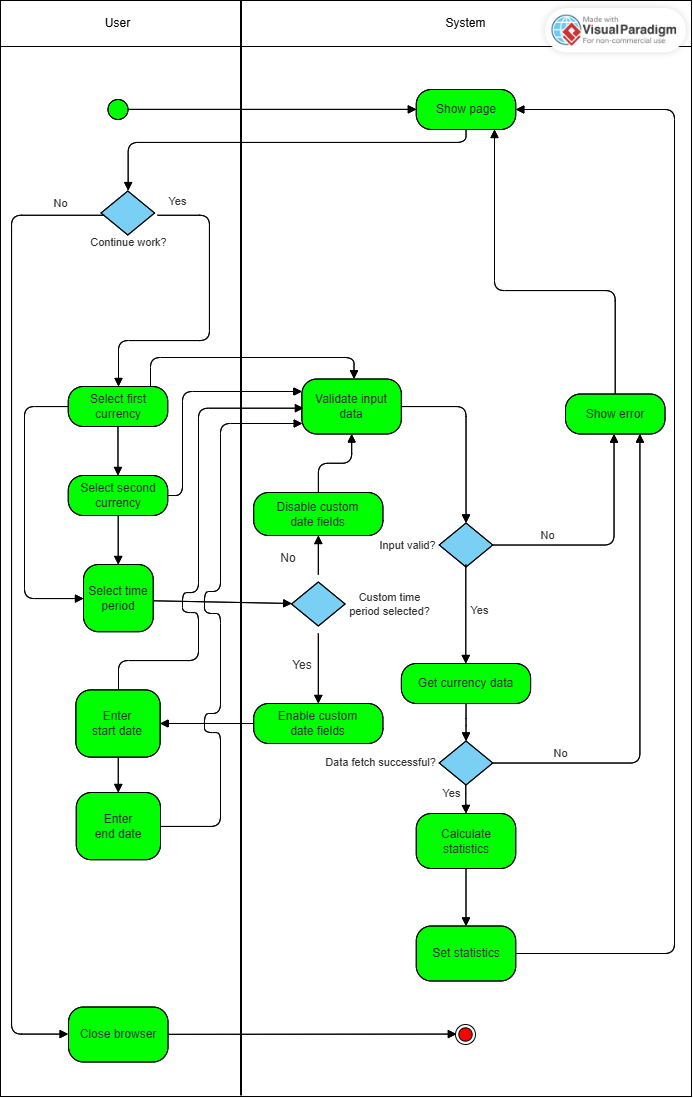 User
System
Made with
VisualParadigm
For non-commercial use
Show page
No
Yes
Continue work?
Select first
currency
Validate input
data
Show error
Select second
currency
Disable custom
date fields
Input valid?
No
No
Select time
period
Custom time
period selected?
Yes
Yes
Get currency data
Enter
start date
Enable custom
date fields
Data fetch successful?
No
Yes
Enter
end date
Calculate
statistics
Set statistics
Close browser